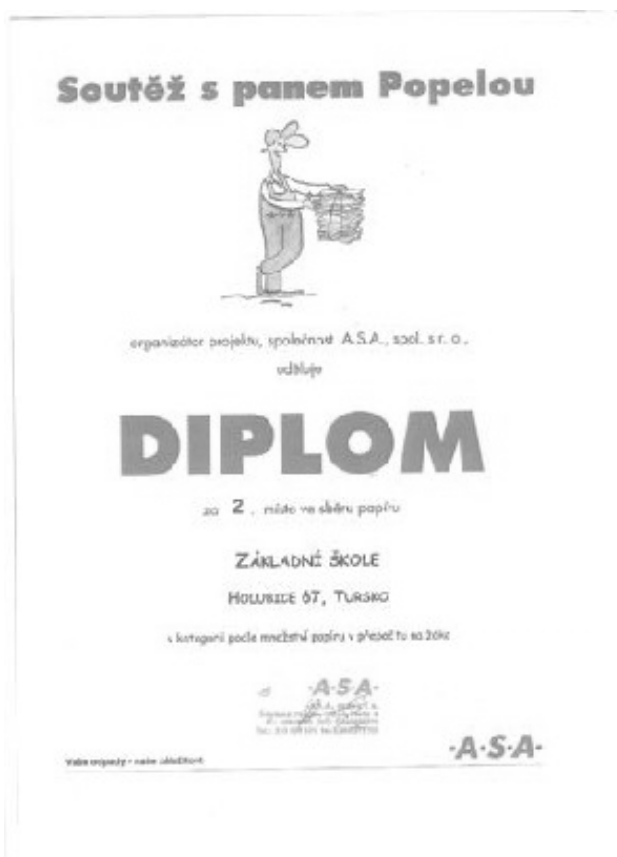 Soutěž s panem Popelou
organizátor projektu, společnost A.S.A., spol. s r. o.,
uděluje
DIPLOM
za 2. místo ve sběru papíru
ZÁKLADNÍ ŠKOLE
HOLUBICE 67, TURSKO
v kategorii podle množství papíru v přepočtu na žáka
·A·S·A·
·A·S·A·
Vaše odpady - naše záležitost